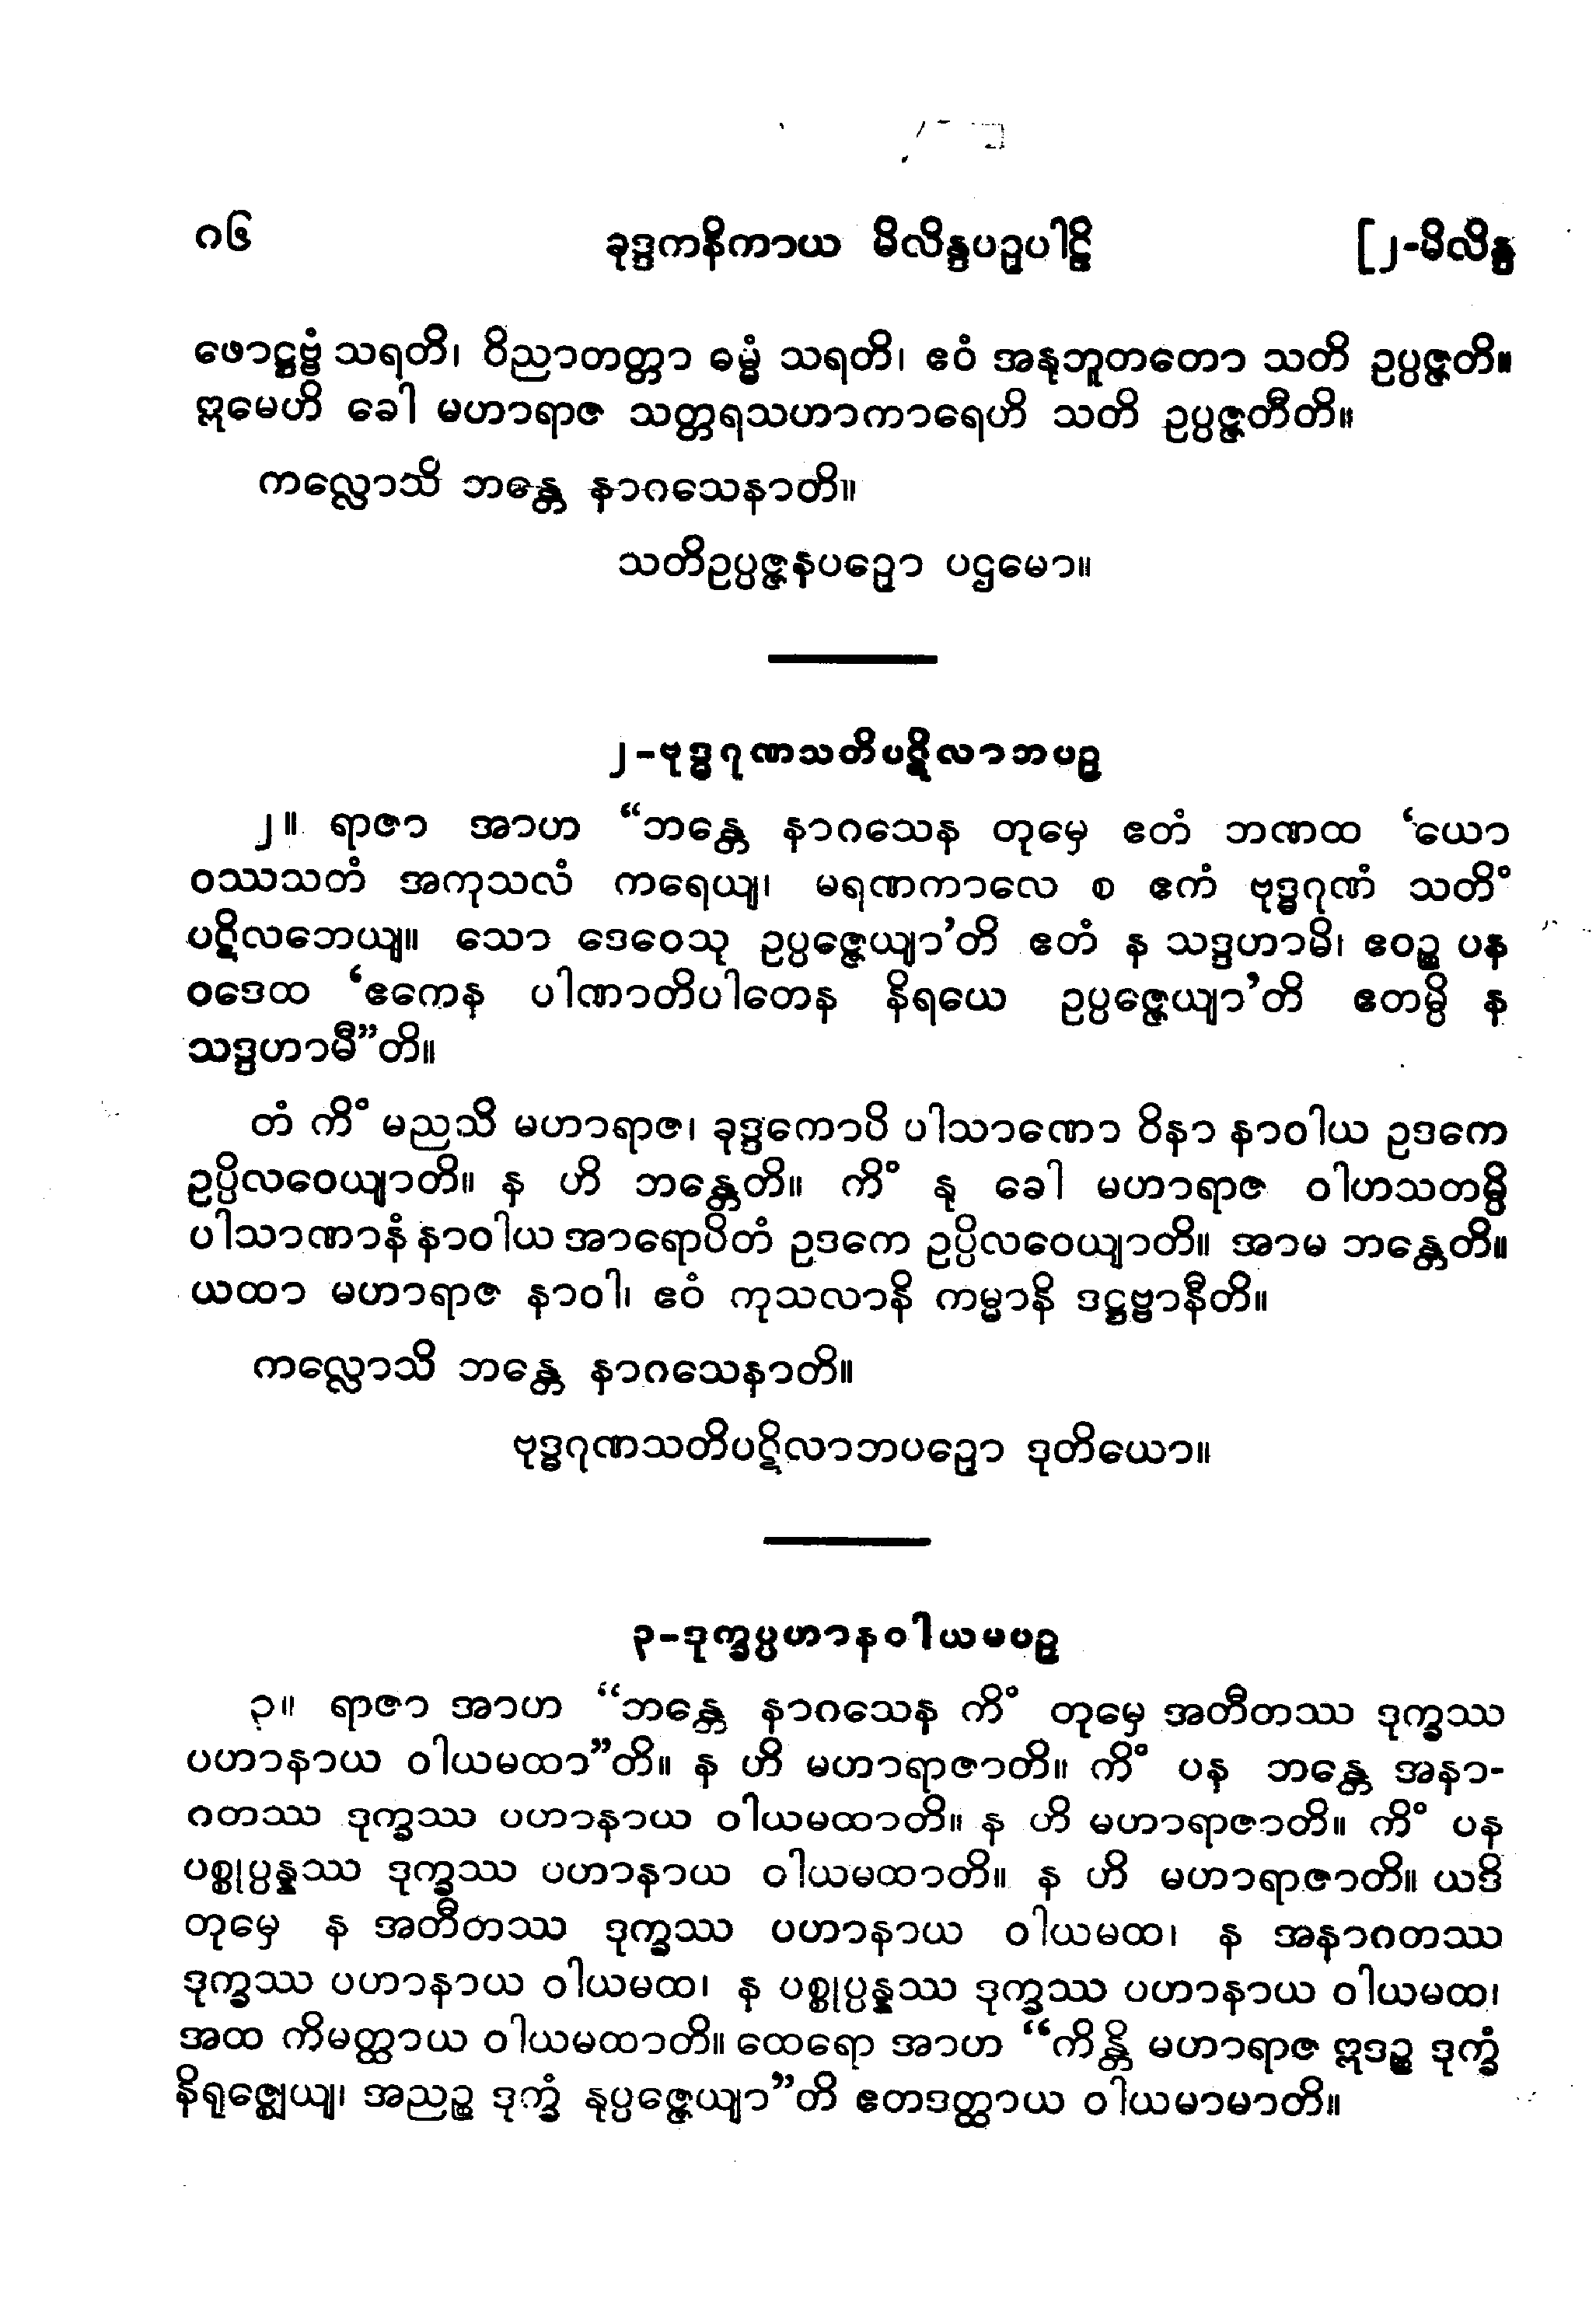 ၈၆ ခုဒ္ဒကနိကာယ မိလိန္ဒပဉှပါဠိ [၂-မိလိန္ဒ
ဖောဋ္ဌဗ္ဗံ သရတိ၊ ဝိညာတတ္တာ ဓမ္မံ သရတိ၊ ဧဝံ အနုဘူတတော သတိ ဥပ္ပဇ္ဇတိ။
ဣမေဟိ ခေါ မဟာရာဇ သတ္တရသဟာကာရေဟိ သတိ ဥပ္ပဇ္ဇတီတိ။
ကလ္လောသိ ဘန္တေ နာဂသေနာတိ။
သတိဥပ္ပဇ္ဇနပဉှော ပဌမော။
၂-ဗုဒ္ဓဂုဏသတိပဋိလာဘပဉှ
၂။ ရာဇာ အာဟ “ဘန္တေ နာဂသေန တုမှေ ဧတံ ဘဏထ ‘ယော
ဝဿသတံ အကုသလံ ကရေယျ၊ မရဏကာလေ စ ဧကံ ဗုဒ္ဓဂုဏံ သတိံ
ပဋိလဘေယျ။ သော ဒေဝေသု ဥပ္ပဇ္ဇေယျာ’တိ ဧတံ န သဒ္ဒဟာမိ၊ ဧဝဉ္စ ပန
ဝဒေထ ‘ဧကေန ပါဏာတိပါတေန နိရယေ ဥပ္ပဇ္ဇေယျာ’တိ ဧတမ္ပိ န
သဒ္ဒဟာမီ”တိ။
တံ ကိံ မညသိ မဟာရာဇ၊ ခုဒ္ဒကောပိ ပါသာဏော ဝိနာ နာဝါယ ဥဒကေ
ဥပ္ပိလဝေယျာတိ။ န ဟိ ဘန္တေတိ။ ကိံ နု ခေါ မဟာရာဇ ဝါဟသတမ္ပိ
ပါသာဏာနံ နာဝါယ အာရောပိတံ ဥဒကေ ဥပ္ပိလဝေယျာတိ။ အာမ ဘန္တေတိ။
ယထာ မဟာရာဇ နာဝါ၊ ဧဝံ ကုသလာနိ ကမ္မာနိ ဒဋ္ဌဗ္ဗာနီတိ။
ကလ္လောသိ ဘန္တေ နာဂသေနာတိ။
ဗုဒ္ဓဂုဏသတိပဋိလာဘပဉှော ဒုတိယော။
၃-ဒုက္ခပ္ပဟာနဝါယမပဉှ
၃။ ရာဇာ အာဟ “ဘန္တေ နာဂသေန ကိံ တုမှေ အတီတဿ ဒုက္ခဿ
ပဟာနာယ ဝါယမထာ”တိ။ န ဟိ မဟာရာဇာတိ။ ကိံ ပန ဘန္တေ အနာ-
ဂတဿ ဒုက္ခဿ ပဟာနာယ ဝါယမထာတိ။ န ဟိ မဟာရာဇာတိ။ ကိံ ပန
ပစ္စုပ္ပန္နဿ ဒုက္ခဿ ပဟာနာယ ဝါယမထာတိ။ န ဟိ မဟာရာဇာတိ။ ယဒိ
တုမှေ န အတီတဿ ဒုက္ခဿ ပဟာနာယ ဝါယမထ၊ န အနာဂတဿ
ဒုက္ခဿ ပဟာနာယ ဝါယမထ၊ န ပစ္စုပ္ပန္နဿ ဒုက္ခဿ ပဟာနာယ ဝါယမထ၊
အထ ကိမတ္ထာယ ဝါယမထာတိ။ ထေရော အာဟ “ကိန္တိ မဟာရာဇ ဣဒဉ္စ ဒုက္ခံ
နိရုဇ္ဈေယျ၊ အညဉ္စ ဒုက္ခံ နုပ္ပဇ္ဇေယျာ”တိ ဧတဒတ္ထာယ ဝါယမာမာတိ။